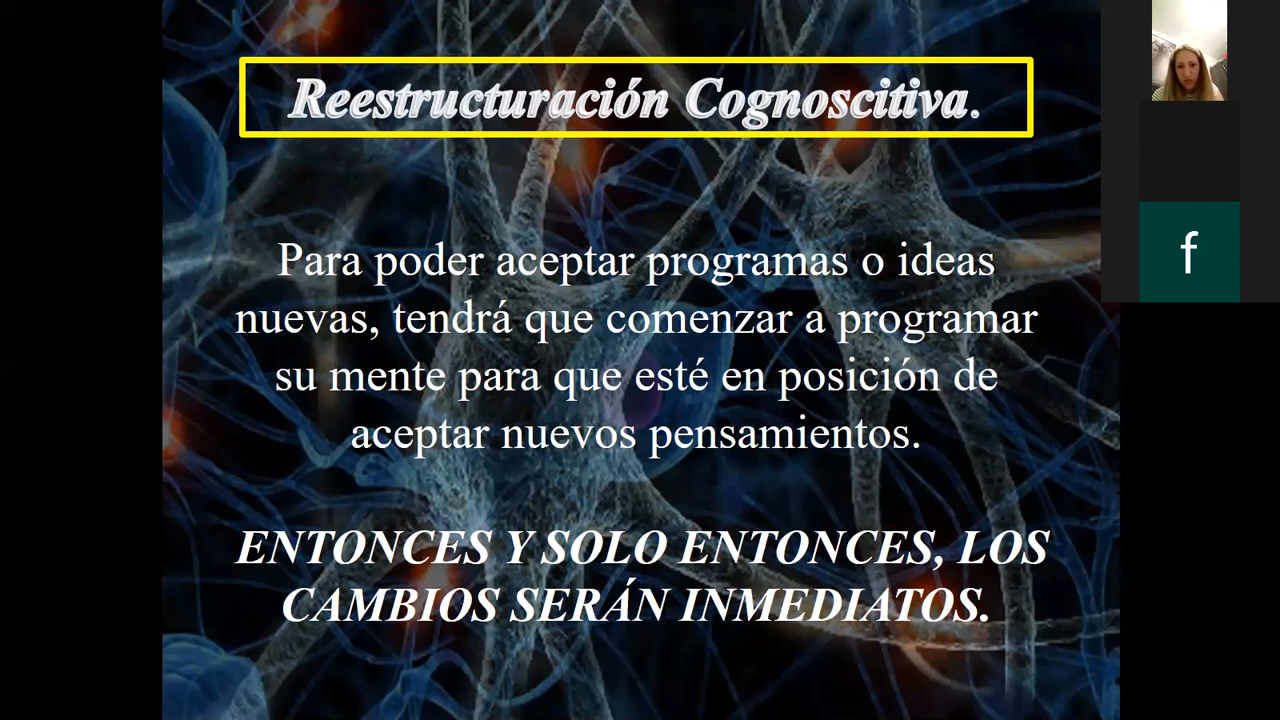 Reestructuración Cognoscitiva.
Para poder aceptar programas o ideas
nuevas, tendrá que comenzar a programar
su mente para que esté en posición de
aceptar nuevos pensamientos.
ENTONCES Y SOLO ENTONCES, LOS
CAMBIOS SERÁN INMEDIATOS.
f